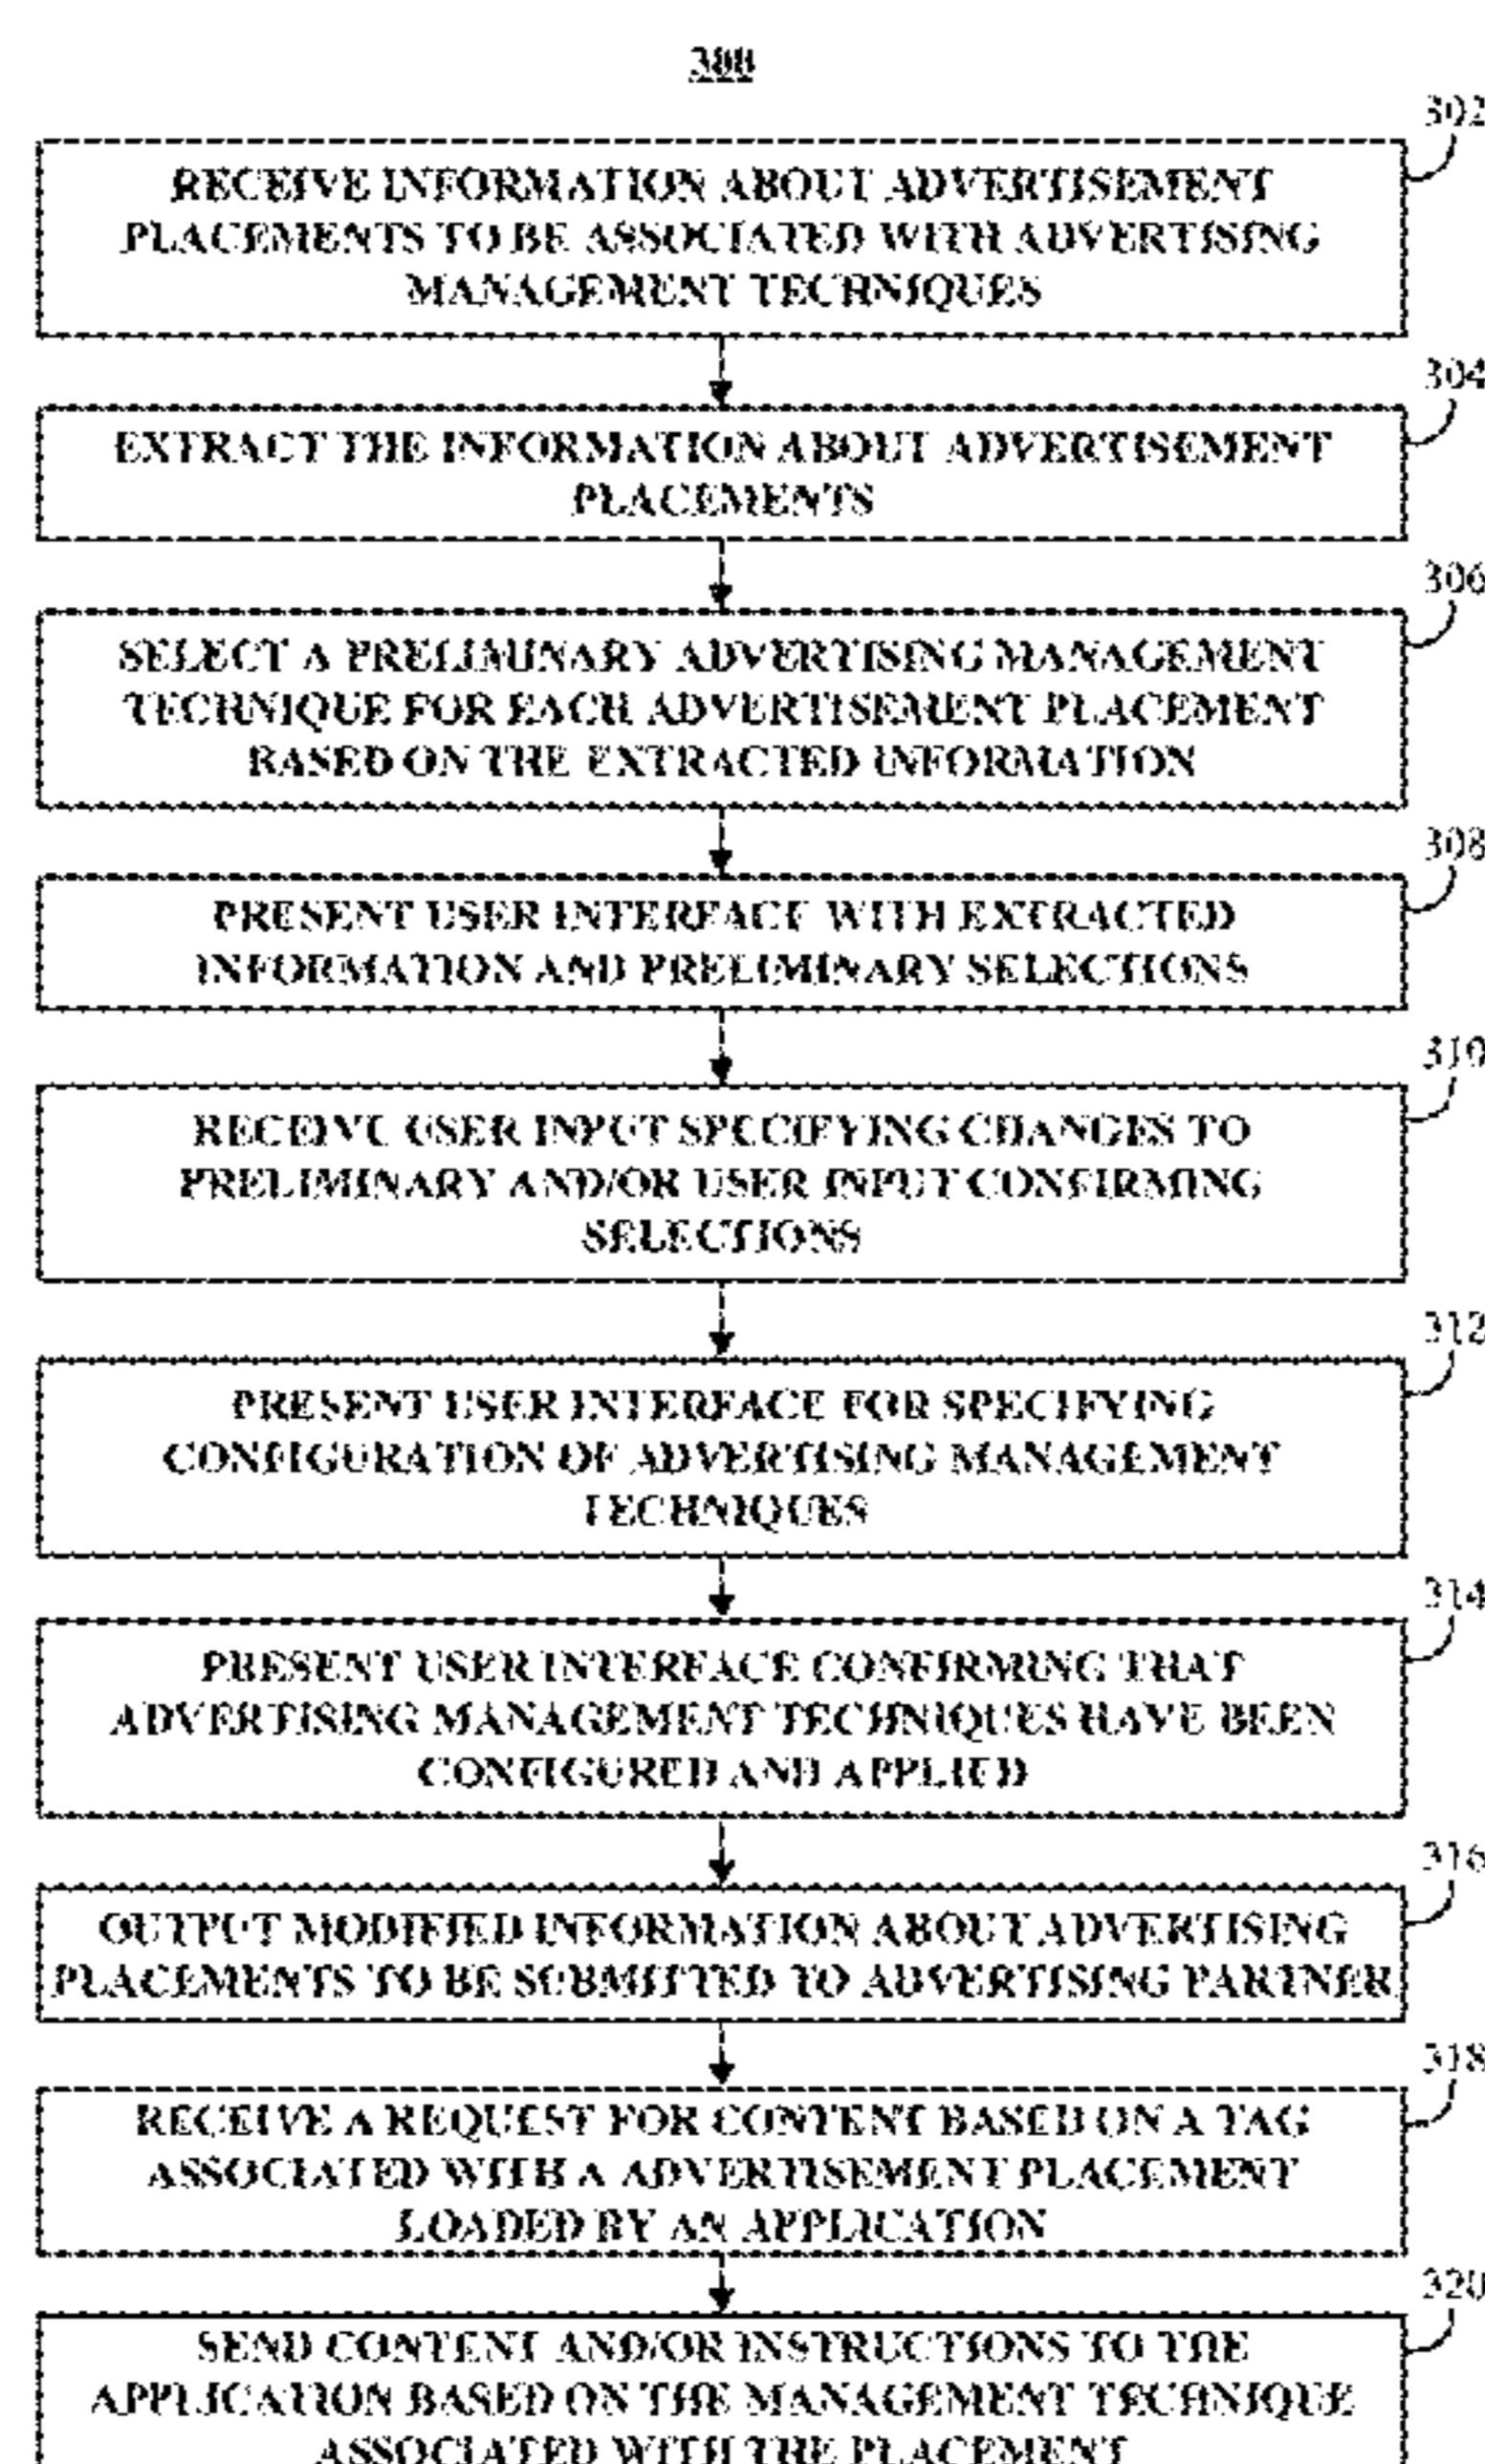 300
302
RECEIVE INFORMATION ABOUT ADVERTISEMENT
PLACEMENTS TO BE ASSOCIATED WITH ADVERTISING
MANAGEMENT TECHNIQUES
304
EXTRACT THE INFORMATION ABOUT ADVERTISEMENT
PLACEMENTS
306
SELECT A PRELIMINARY ADVERTISING MANAGEMENT
TECHNIQUE FOR EACH ADVERTISEMENT PLACEMENT
BASED ON THE EXTRACTED INFORMATION
308
PRESENT USER INTERFACE WITH EXTRACTED
INFORMATION AND PRELIMINARY SELECTIONS
310
RECEIVE USER INPUT SPECIFYING CHANGES TO
PRELIMINARY AND/OR USER INPUT CONFIRMING
SELECTIONS
312
PRESENT USER INTERFACE FOR SPECIFYING
CONFIGURATION OF ADVERTISING MANAGEMENT
TECHNIQUES
314
PRESENT USER INTERFACE CONFIRMING THAT
ADVERTISING MANAGEMENT TECHNIQUES HAVE BEEN
CONFIGURED AND APPLIED
316
OUTPUT MODIFIED INFORMATION ABOUT ADVERTISING
PLACEMENTS TO BE SUBMITTED TO ADVERTISING PARTNER
318
RECEIVE A REQUEST FOR CONTENT BASED ON A TAG
ASSOCIATED WITH A ADVERTISEMENT PLACEMENT
LOADED BY AN APPLICATION
320
SEND CONTENT AND/OR INSTRUCTIONS TO THE
APPLICATION BASED ON THE MANAGEMENT TECHNIQUE
ASSOCIATED WITH THE PLACEMENT